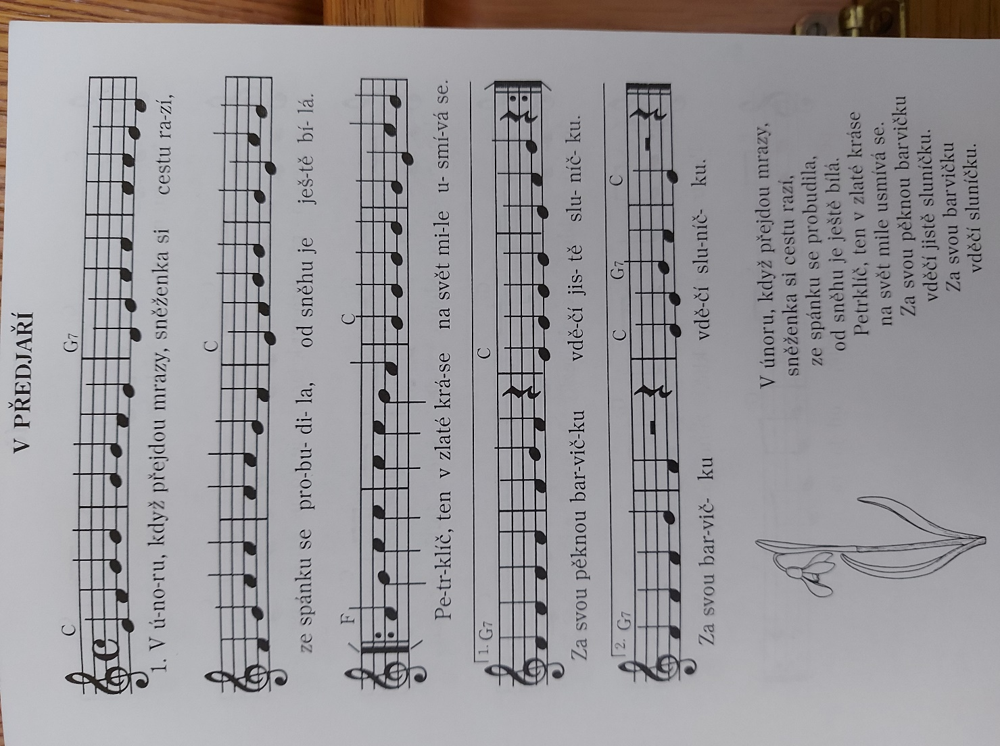 V PŘEDJAŘÍ
C G7
1. V ú-no-ru, když přejdou mrazy, sněženka si cestu ra-zí,
C
ze spánku se pro-bu- di- la, od sněhu je ješ-tě bí- lá.
F C
Pe-tr-klíč, ten v zlaté krá-se na svět mi-le u- smí-vá se.
1. G7 C
Za svou pěknou bar-vič-ku vdě-čí jis- tě slu- níč- ku.
2. G7 C G7 C
Za svou bar-vič- ku vdě-čí slu-níč- ku.
V únoru, když přejdou mrazy,
sněženka si cestu razí,
ze spánku se probudila,
od sněhu je ještě bílá.
Petrklíč, ten v zlaté kráse
na svět mile usmívá se.
Za svou pěknou barvičku
vděčí jistě sluníčku.
Za svou barvičku
vděčí sluníčku.